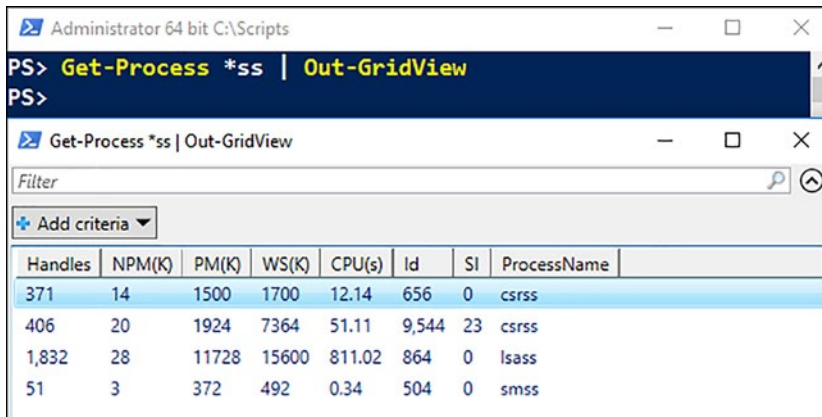 Administrator 64 bit C:\Scripts
PS> Get-Process *ss | Out-GridView
PS>
Get-Process *ss | Out-GridView
Filter
Add criteria
Handles NPM(K) PM(K) WS(K) CPU(s) Id SI ProcessName
371 14 1500 1700 12.14 656 0 csrss
406 20 1924 7364 51.11 9,544 23 csrss
1,832 28 11728 15600 811.02 864 0 lsass
51 3 372 492 0.34 504 0 smss